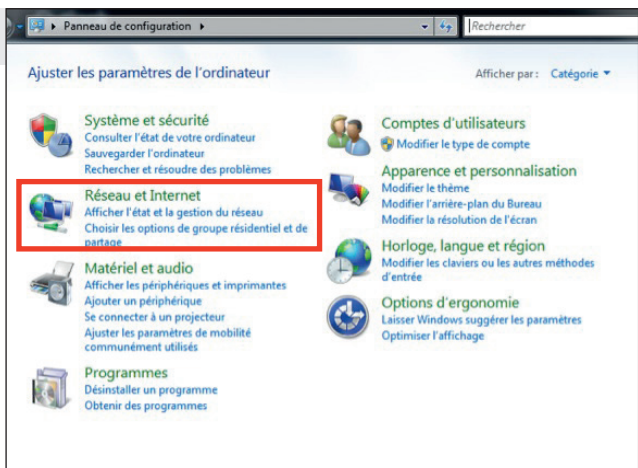 Panneau de configuration
Rechercher
Ajuster les paramètres de l'ordinateur
Afficher par : Catégorie
Système et sécurité
Consulter l'état de votre ordinateur
Sauvegarder l'ordinateur
Rechercher et résoudre des problèmes
Réseau et Internet
Afficher l'état et la gestion du réseau
Choisir les options de groupe résidentiel et de
partage
Matériel et audio
Afficher les périphériques et imprimantes
Ajouter un périphérique
Se connecter à un projecteur
Ajuster les paramètres de mobilité
communément utilisés
Programmes
Désinstaller un programme
Obtenir des programmes
Comptes d'utilisateurs
Modifier le type de compte
Apparence et personnalisation
Modifier le thème
Modifier l'arrière-plan du Bureau
Modifier la résolution de l'écran
Horloge, langue et région
Modifier les claviers ou les autres méthodes
d'entrée
Options d'ergonomie
Laisser Windows suggérer les paramètres
Optimiser l'affichage